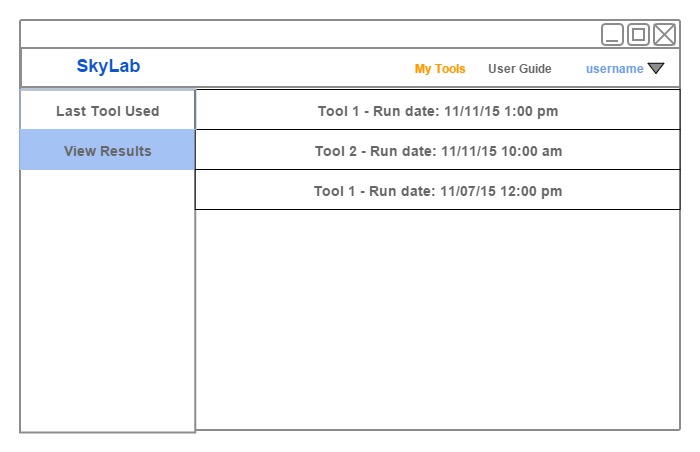 SkyLab
My Tools
User Guide
username
Last Tool Used
View Results
Tool 1 - Run date: 11/11/15 1:00 pm
Tool 2 - Run date: 11/11/15 10:00 am
Tool 1 - Run date: 11/07/15 12:00 pm